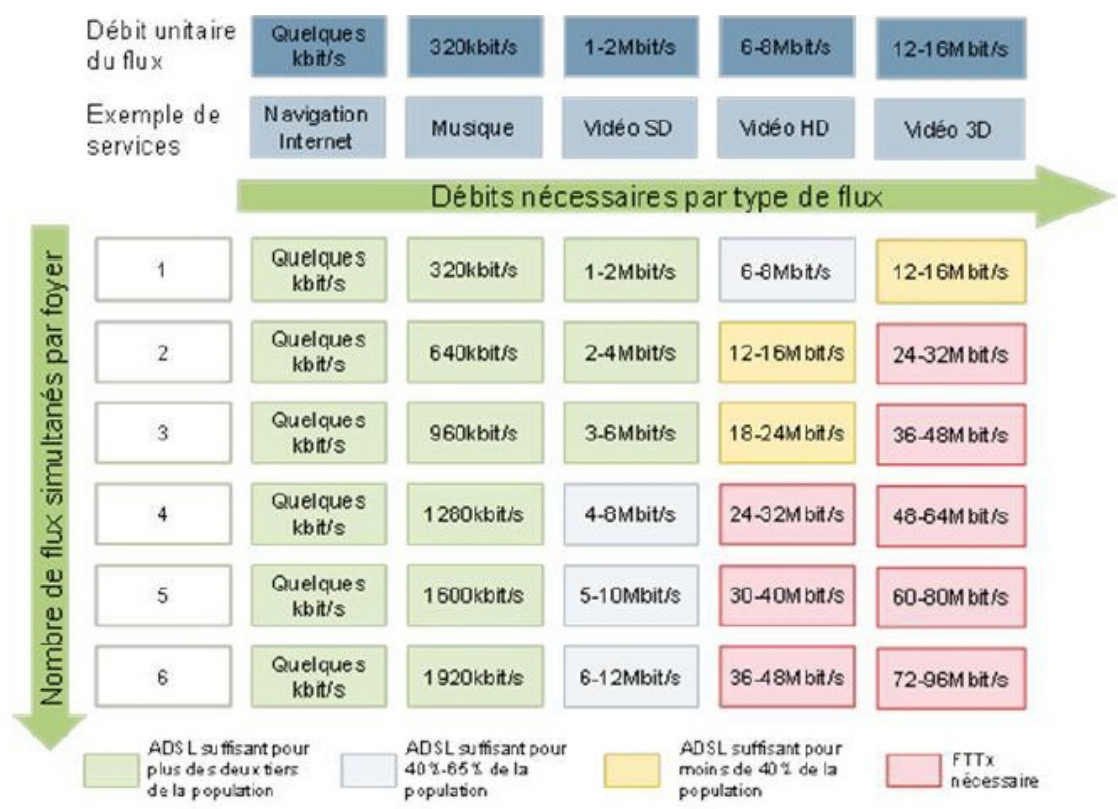 Débit unitaire
du flux
Quelques
kbit/s
320kbit/s
1-2Mbit/s
6-8Mbit/s
12-16Mbit/s
Exemple de
services
Navigation
Internet
Musique
Vidéo SD
Vidéo HD
Vidéo 3D
Débits nécessaires par type de flux
Nombre de flux simultanés par foyer
1
Quelques
kbit/s
320kbit/s
1-2Mbit/s
6-8Mbit/s
12-16Mbit/s
2
Quelques
kbit/s
640kbit/s
2-4Mbit/s
12-16Mbit/s
24-32Mbit/s
3
Quelques
kbit/s
960kbit/s
3-6Mbit/s
18-24Mbit/s
36-48Mbit/s
4
Quelques
kbit/s
1280kbit/s
4-8Mbit/s
24-32Mbit/s
48-64Mbit/s
5
Quelques
kbit/s
1600kbit/s
5-10Mbit/s
30-40Mbit/s
60-80Mbit/s
6
Quelques
kbit/s
1920kbit/s
6-12Mbit/s
36-48Mbit/s
72-96Mbit/s
ADSL suffisant pour
plus des deux tiers
de la population
ADSL suffisant pour
40%-65% de la
population
ADSL suffisant pour
moins de 40% de la
population
FTTx
nécessaire